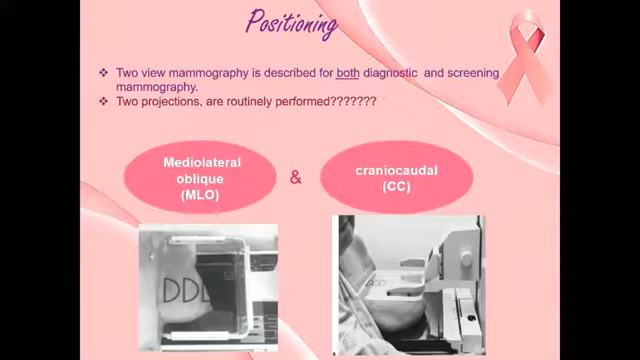 Positioning
❖ Two view mammography is described for both diagnostic and screening
mammography.
❖ Two projections, are routinely performed???????
Mediolateral
oblique
(MLO)
&
craniocaudal
(CC)
DD